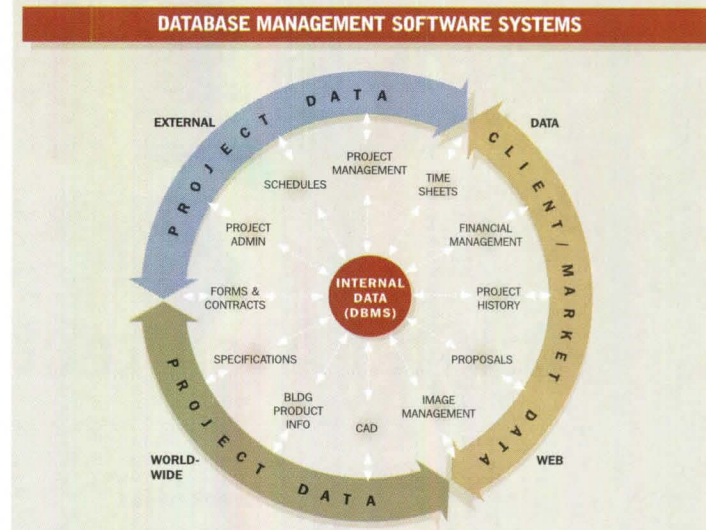 DATABASE MANAGEMENT SOFTWARE SYSTEMS
PROJECT DATA
EXTERNAL
DATA
CLIENT/MARKET DATA
PROJECT
MANAGEMENT
SCHEDULES
TIME
SHEETS
PROJECT
ADMIN
FINANCIAL
MANAGEMENT
INTERNAL
DATA
(DBMS)
FORMS &
CONTRACTS
PROJECT
HISTORY
SPECIFICATIONS
PROPOSALS
BLDG
PRODUCT
INFO
CAD
IMAGE
MANAGEMENT
WORLD-
WIDE
WEB
PROJECT DATA